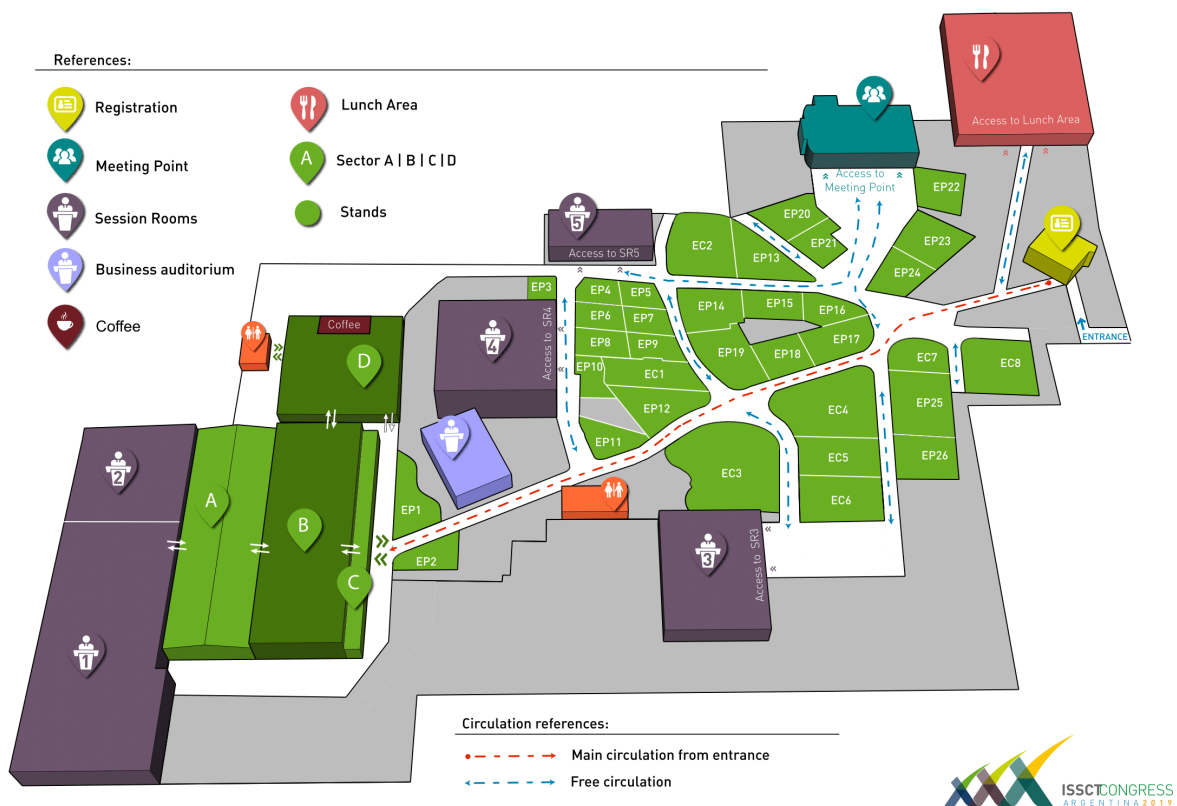 References:
Registration
Lunch Area
Meeting Point
A
Sector A | B | C | D
Session Rooms
Stands
Business auditorium
Coffee
Access to Lunch Area
Access to
Meeting Point
EP22
EP20
EP21
EP23
EP24
5
Access to SR5
EC2
EP13
ENTRANCE
EP3
EP4
EP5
EP6
EP7
EP8
EP9
EP10
EC1
EP12
EP11
EP14
EP15
EP16
EP17
EP18
EP19
EC7
EC8
EP25
EP26
EC4
EC5
EC6
EC3
4
Access to SR4
Coffee
D
2
A
B
C
1
EP1
EP2
3
Access to SR3
Circulation references:
Main circulation from entrance
Free circulation
ISSCTCONGRESS
ARGENTINA2019